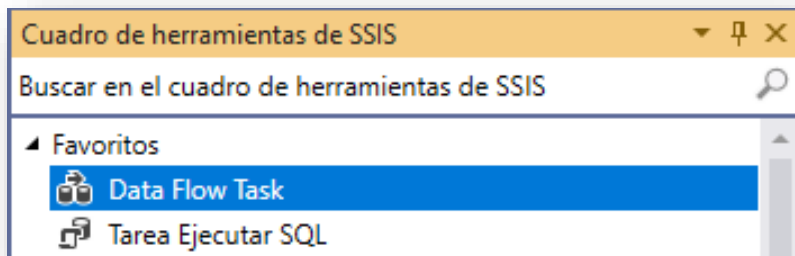 Cuadro de herramientas de SSIS
Buscar en el cuadro de herramientas de SSIS
Favoritos
Data Flow Task
Tarea Ejecutar SQL